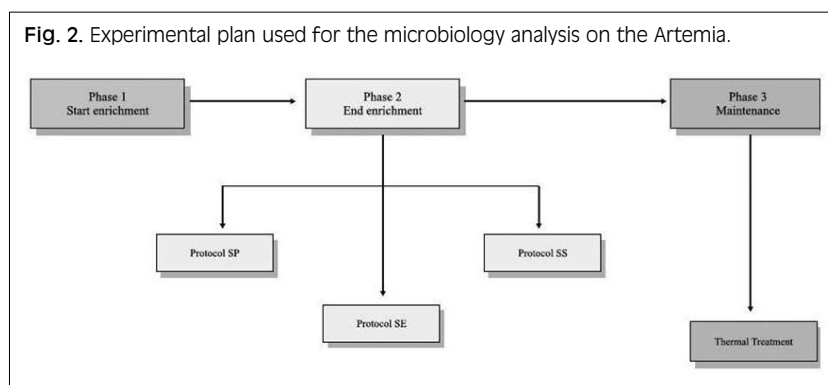 Fig. 2. Experimental plan used for the microbiology analysis on the Artemia.
Phase 1
Start enrichment
Phase 2
End enrichment
Phase 3
Maintenance
Protocol SP
Protocol SS
Protocol SE
Thermal Treatment